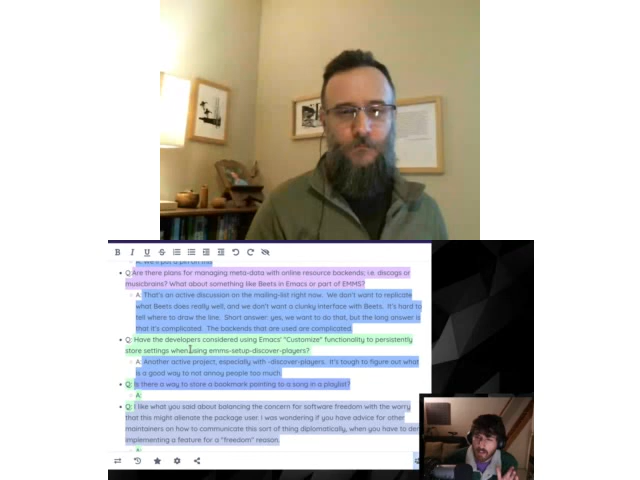 B I U S
A: We'll put a pin on this
Q: Are there plans for managing meta-data with online resource backends; i.e. discogs or
musicbrainz? What about something like Beets in Emacs or part of EMMS?
A: That's an active discussion on the mailing-list right now. We don't want to replicate
what Beets does really well, and we don't want a clunky interface with Beets. It's hard to
tell where to draw the line. Short answer: yes, we want to do that, but the long answer is
that it's complicated. The backends that are used are complicated.
Q: Have the developers considered using Emacs' "Customize" functionality to persistently
store settings when using emms-setup-discover-players?
A: Another active project, especially with -discover-players. It's tough to figure out what
is a good way to not annoy people too much.
Q: Is there a way to store a bookmark pointing to a song in a playlist?
A:
Q: I like what you said about balancing the concern for software freedom with the worry
that this might alienate the package user. I was wondering if you have advice for other
maintainers on how to communicate this sort of thing diplomatically, when you have to
implementing a feature for a "freedom" reason.
A: